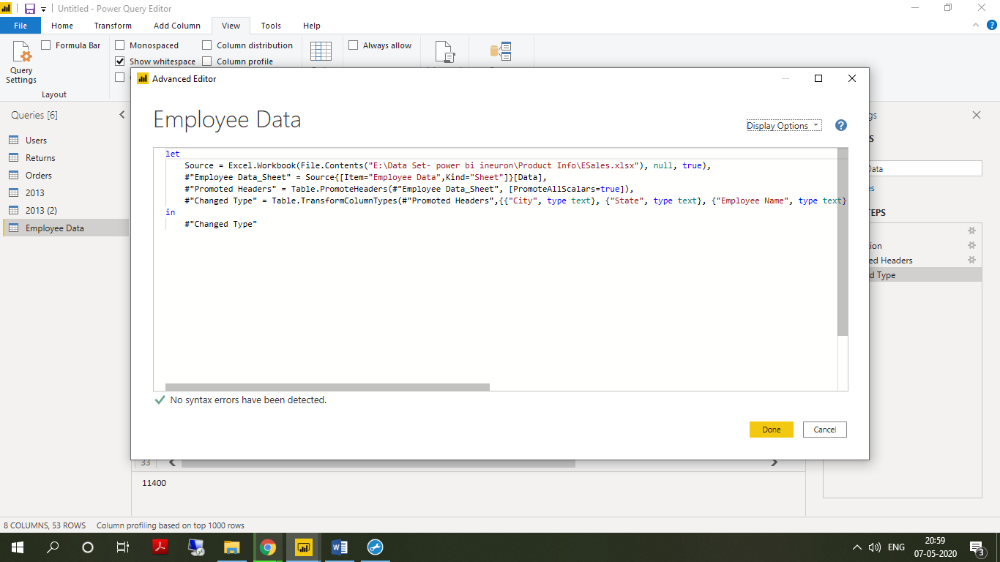 Untitled - Power Query Editor
File Home Transform Add Column View Tools Help
Formula Bar Monospaced Column distribution Always allow
Show whitespace Column profile
Query
Settings
Layout
Advanced Editor
Queries [6]
Employee Data
Display Options
Users
Returns
Orders
2013
2013 (2)
Employee Data
let
Source = Excel.Workbook(File.Contents("E:\Data Set- power bi ineuron\Product Info\ESales.xlsx"), null, true),
#"Employee Data_Sheet" = Source{[Item="Employee Data",Kind="Sheet"]}[Data],
#"Promoted Headers" = Table.PromoteHeaders(#"Employee Data_Sheet", [PromoteAllScalars=true]),
#"Changed Type" = Table.TransformColumnTypes(#"Promoted Headers",{{"City", type text}, {"State", type text}, {"Employee Name", type text}
in
#"Changed Type"
No syntax errors have been detected.
Done Cancel
gs
S
Data
es
TEPS
ion
ed Headers
d Type
33
11400
8 COLUMNS, 53 ROWS Column profiling based on top 1000 rows
ENG
20:59
07-05-2020
3